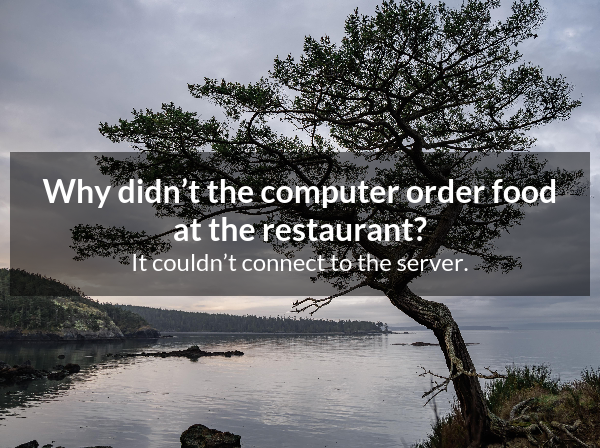 Why didn’t the computer order food
at the restaurant?
It couldn’t connect to the server.